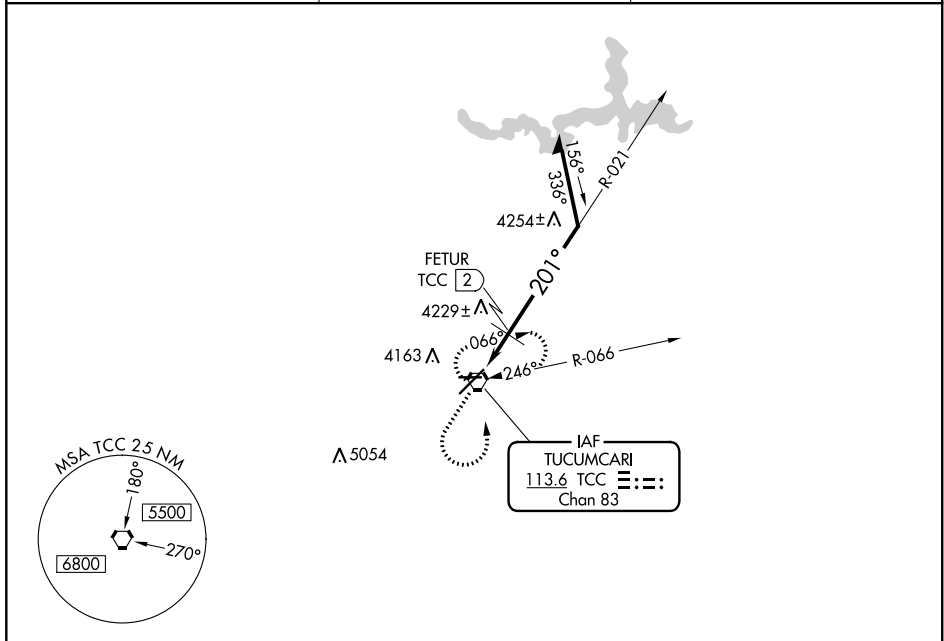 156°
336°
R-021
4254±
201°
FETUR
TCC 2
4229±
066°
4163
246°
R-066
5054
IAF
TUCUMCARI
113.6 TCC
Chan 83
MSA TCC 25 NM
180°
5500
270°
6800